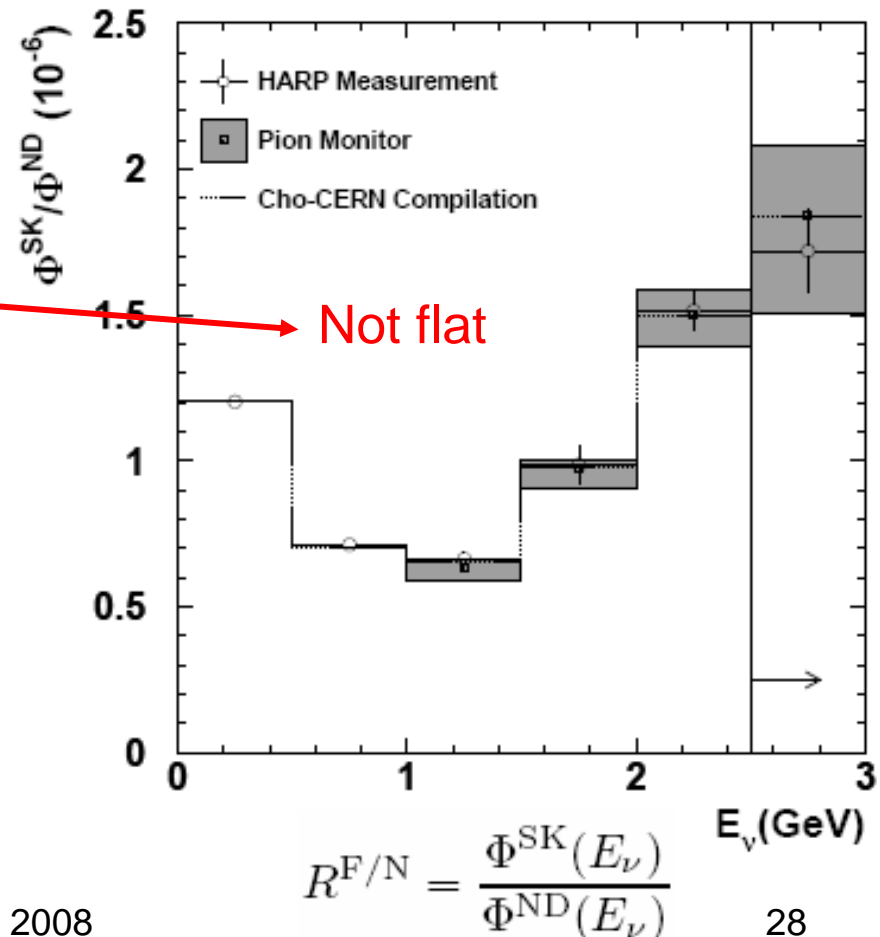 Φ^SK/Φ^ND (10^-6)
2.5
2
1.5
1
0.5
0
HARP Measurement
Pion Monitor
Cho-CERN Compilation
Not flat
0 1 2 3
E_ν(GeV)
R^F/N = Φ^SK(E_ν) / Φ^ND(E_ν)
2008 28